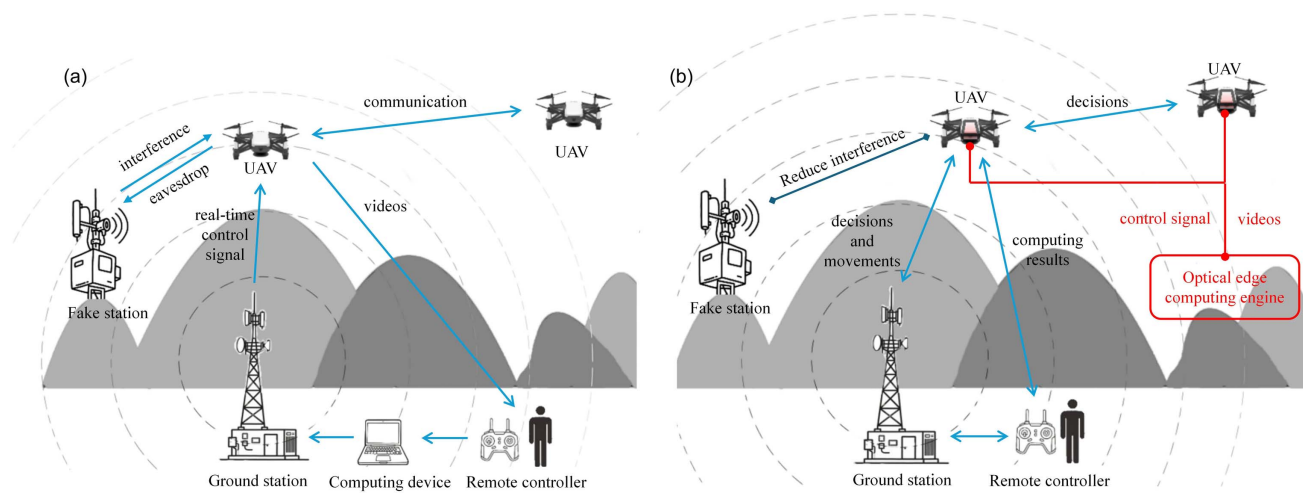 (a)
UAV
communication
UAV
interference
eavesdrop
real-time
control
signal
videos
Fake station
Ground station
Computing device
Remote controller
(b)
UAV
UAV
decisions
Reduce interference
decisions
and
movements
computing
results
control signal
videos
Optical edge
computing engine
Fake station
Ground station
Remote controller